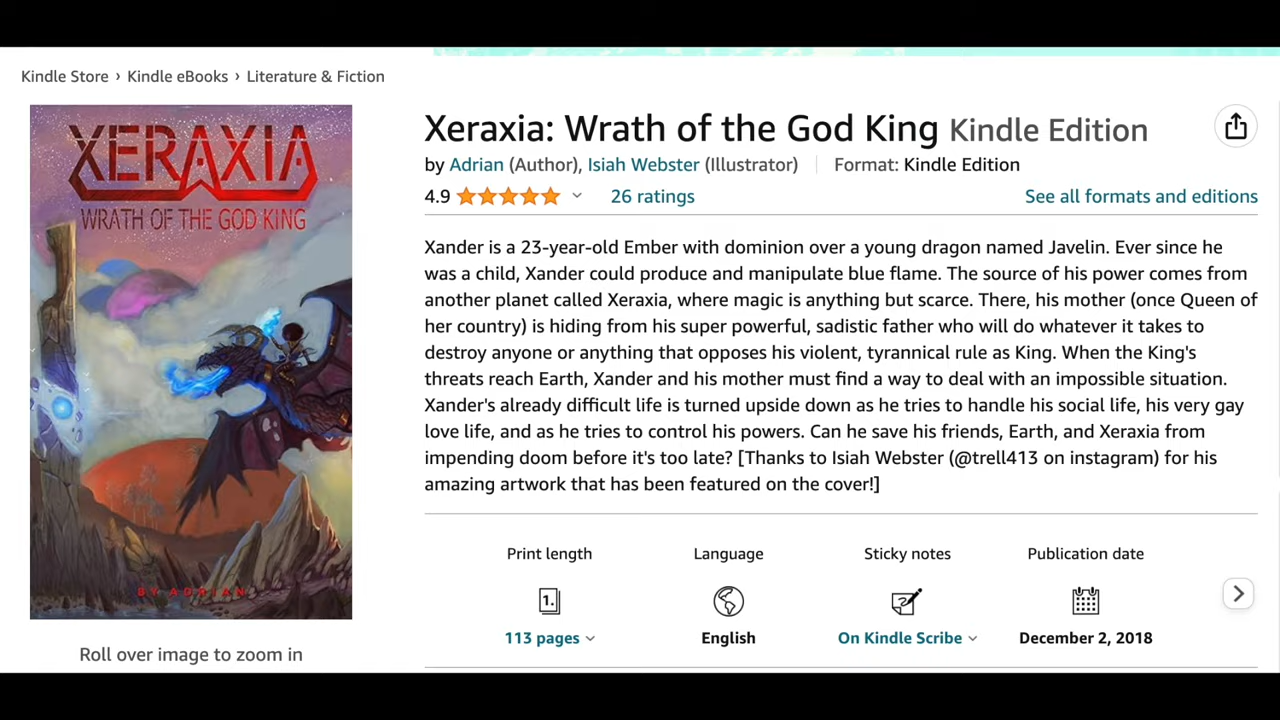 Kindle Store › Kindle eBooks › Literature & Fiction
XERAXIA
WRATH OF THE GOD KING
BY ADRIAN
Roll over image to zoom in
Xeraxia: Wrath of the God King Kindle Edition
by Adrian (Author), Isiah Webster (Illustrator) Format: Kindle Edition
4.9 26 ratings See all formats and editions
Xander is a 23-year-old Ember with dominion over a young dragon named Javelin. Ever since he
was a child, Xander could produce and manipulate blue flame. The source of his power comes from
another planet called Xeraxia, where magic is anything but scarce. There, his mother (once Queen of
her country) is hiding from his super powerful, sadistic father who will do whatever it takes to
destroy anyone or anything that opposes his violent, tyrannical rule as King. When the King's
threats reach Earth, Xander and his mother must find a way to deal with an impossible situation.
Xander's already difficult life is turned upside down as he tries to handle his social life, his very gay
love life, and as he tries to control his powers. Can he save his friends, Earth, and Xeraxia from
impending doom before it's too late? [Thanks to Isiah Webster (@trell413 on instagram) for his
amazing artwork that has been featured on the cover!]
Print length Language Sticky notes Publication date
1.
113 pages English On Kindle Scribe December 2, 2018